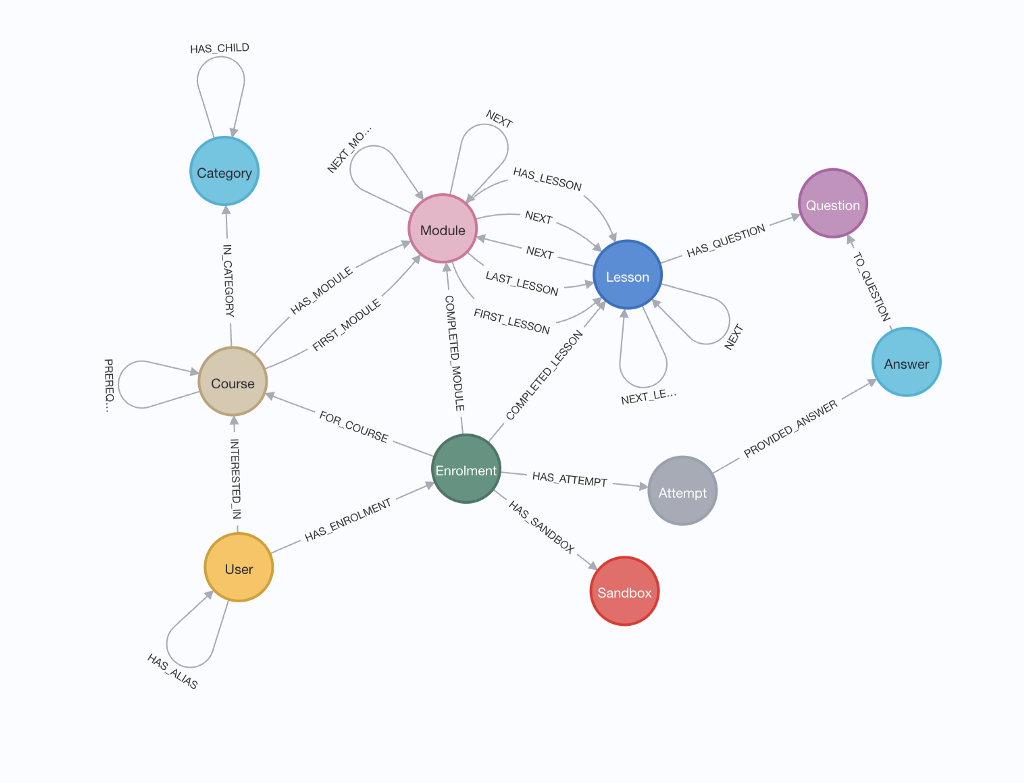 HAS_CHILD
Category
NEXT_MO...
NEXT
HAS_LESSON
NEXT
NEXT
LAST_LESSON
FIRST_LESSON
Module
Lesson
HAS_QUESTION
Question
IN_CATEGORY
HAS_MODULE
FIRST_MODULE
COMPLETED_MODULE
COMPLETED_LESSON
NEXT
NEXT_LE...
TO_QUESTION
Answer
PREREQ...
Course
FOR_COURSE
PROVIDED_ANSWER
INTERESTED_IN
Enrolment
HAS_ATTEMPT
Attempt
HAS_ENROLMENT
HAS_SANDBOX
User
Sandbox
HAS_ALIAS